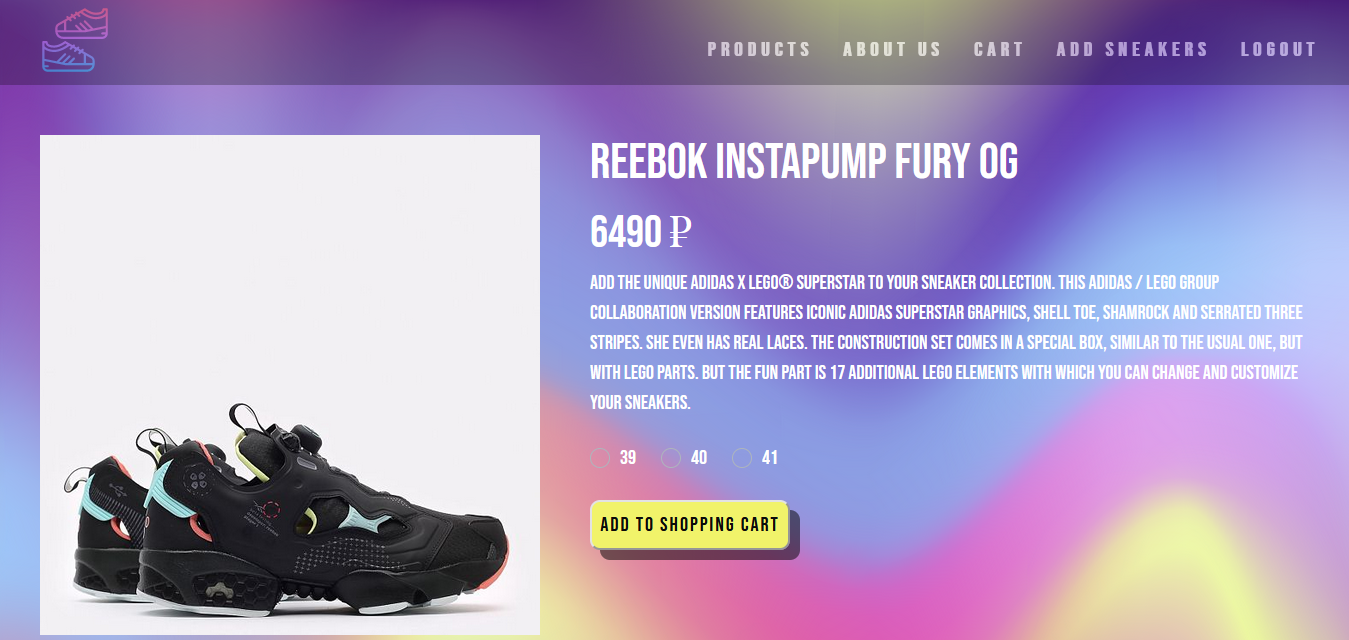 PRODUCTS ABOUT US CART ADD SNEAKERS LOGOUT
REEBOK INSTAPUMP FURY OG
6490 ₽
ADD THE UNIQUE ADIDAS X LEGO® SUPERSTAR TO YOUR SNEAKER COLLECTION. THIS ADIDAS / LEGO GROUP
COLLABORATION VERSION FEATURES ICONIC ADIDAS SUPERSTAR GRAPHICS, SHELL TOE, SHAMROCK AND SERRATED THREE
STRIPES. SHE EVEN HAS REAL LACES. THE CONSTRUCTION SET COMES IN A SPECIAL BOX, SIMILAR TO THE USUAL ONE, BUT
WITH LEGO PARTS. BUT THE FUN PART IS 17 ADDITIONAL LEGO ELEMENTS WITH WHICH YOU CAN CHANGE AND CUSTOMIZE
YOUR SNEAKERS.
39 40 41
ADD TO SHOPPING CART